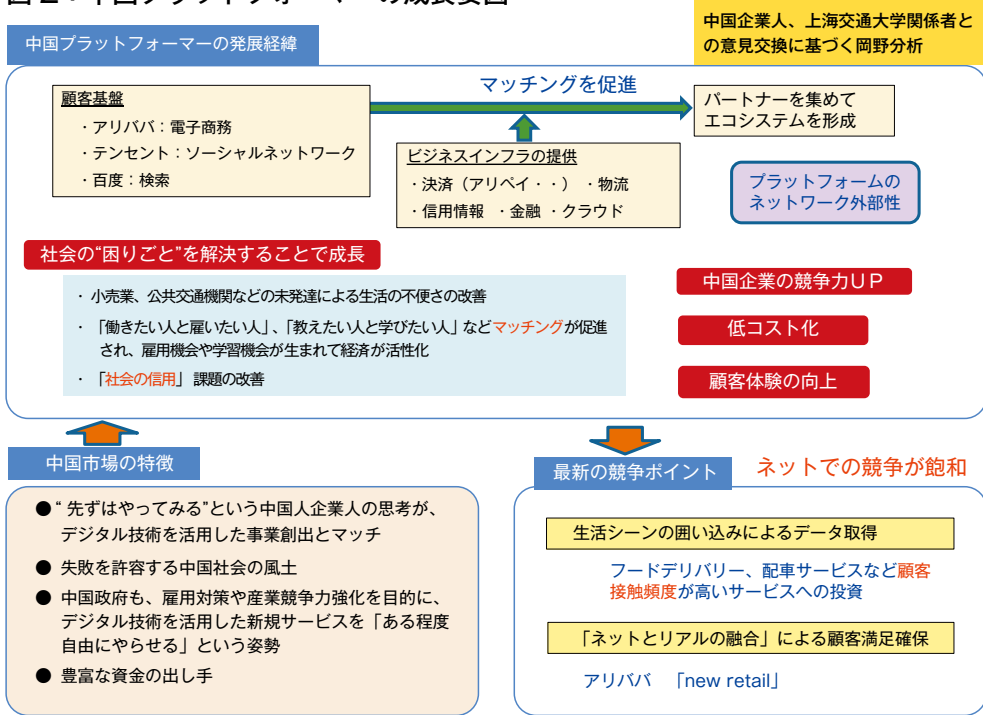 図2：中国プラットフォーマーの成長要因
中国企業人、上海交通大学関係者と
の意見交換に基づく岡野分析
中国プラットフォーマーの発展経緯
顧客基盤
・アリババ：電子商務
・テンセント：ソーシャルネットワーク
・百度：検索
マッチングを促進
パートナーを集めて
エコシステムを形成
ビジネスインフラの提供
・決済（アリペイ・・） ・物流
・信用情報 ・金融 ・クラウド
プラットフォームの
ネットワーク外部性
社会の“困りごと”を解決することで成長
・ 小売業、公共交通機関などの未発達による生活の不便さの改善
・ 「働きたい人と雇いたい人」、「教えたい人と学びたい人」などマッチングが促進
され、雇用機会や学習機会が生まれて経済が活性化
・ 「社会の信用」 課題の改善
中国企業の競争力UP
低コスト化
顧客体験の向上
中国市場の特徴
● “ 先ずはやってみる”という中国人企業人の思考が、
デジタル技術を活用した事業創出とマッチ
● 失敗を許容する中国社会の風土
● 中国政府も、雇用対策や産業競争力強化を目的に、
デジタル技術を活用した新規サービスを「ある程度
自由にやらせる」という姿勢
● 豊富な資金の出し手
最新の競争ポイント
ネットでの競争が飽和
生活シーンの囲い込みによるデータ取得
フードデリバリー、配車サービスなど顧客
接触頻度が高いサービスへの投資
「ネットとリアルの融合」による顧客満足確保
アリババ 「new retail」